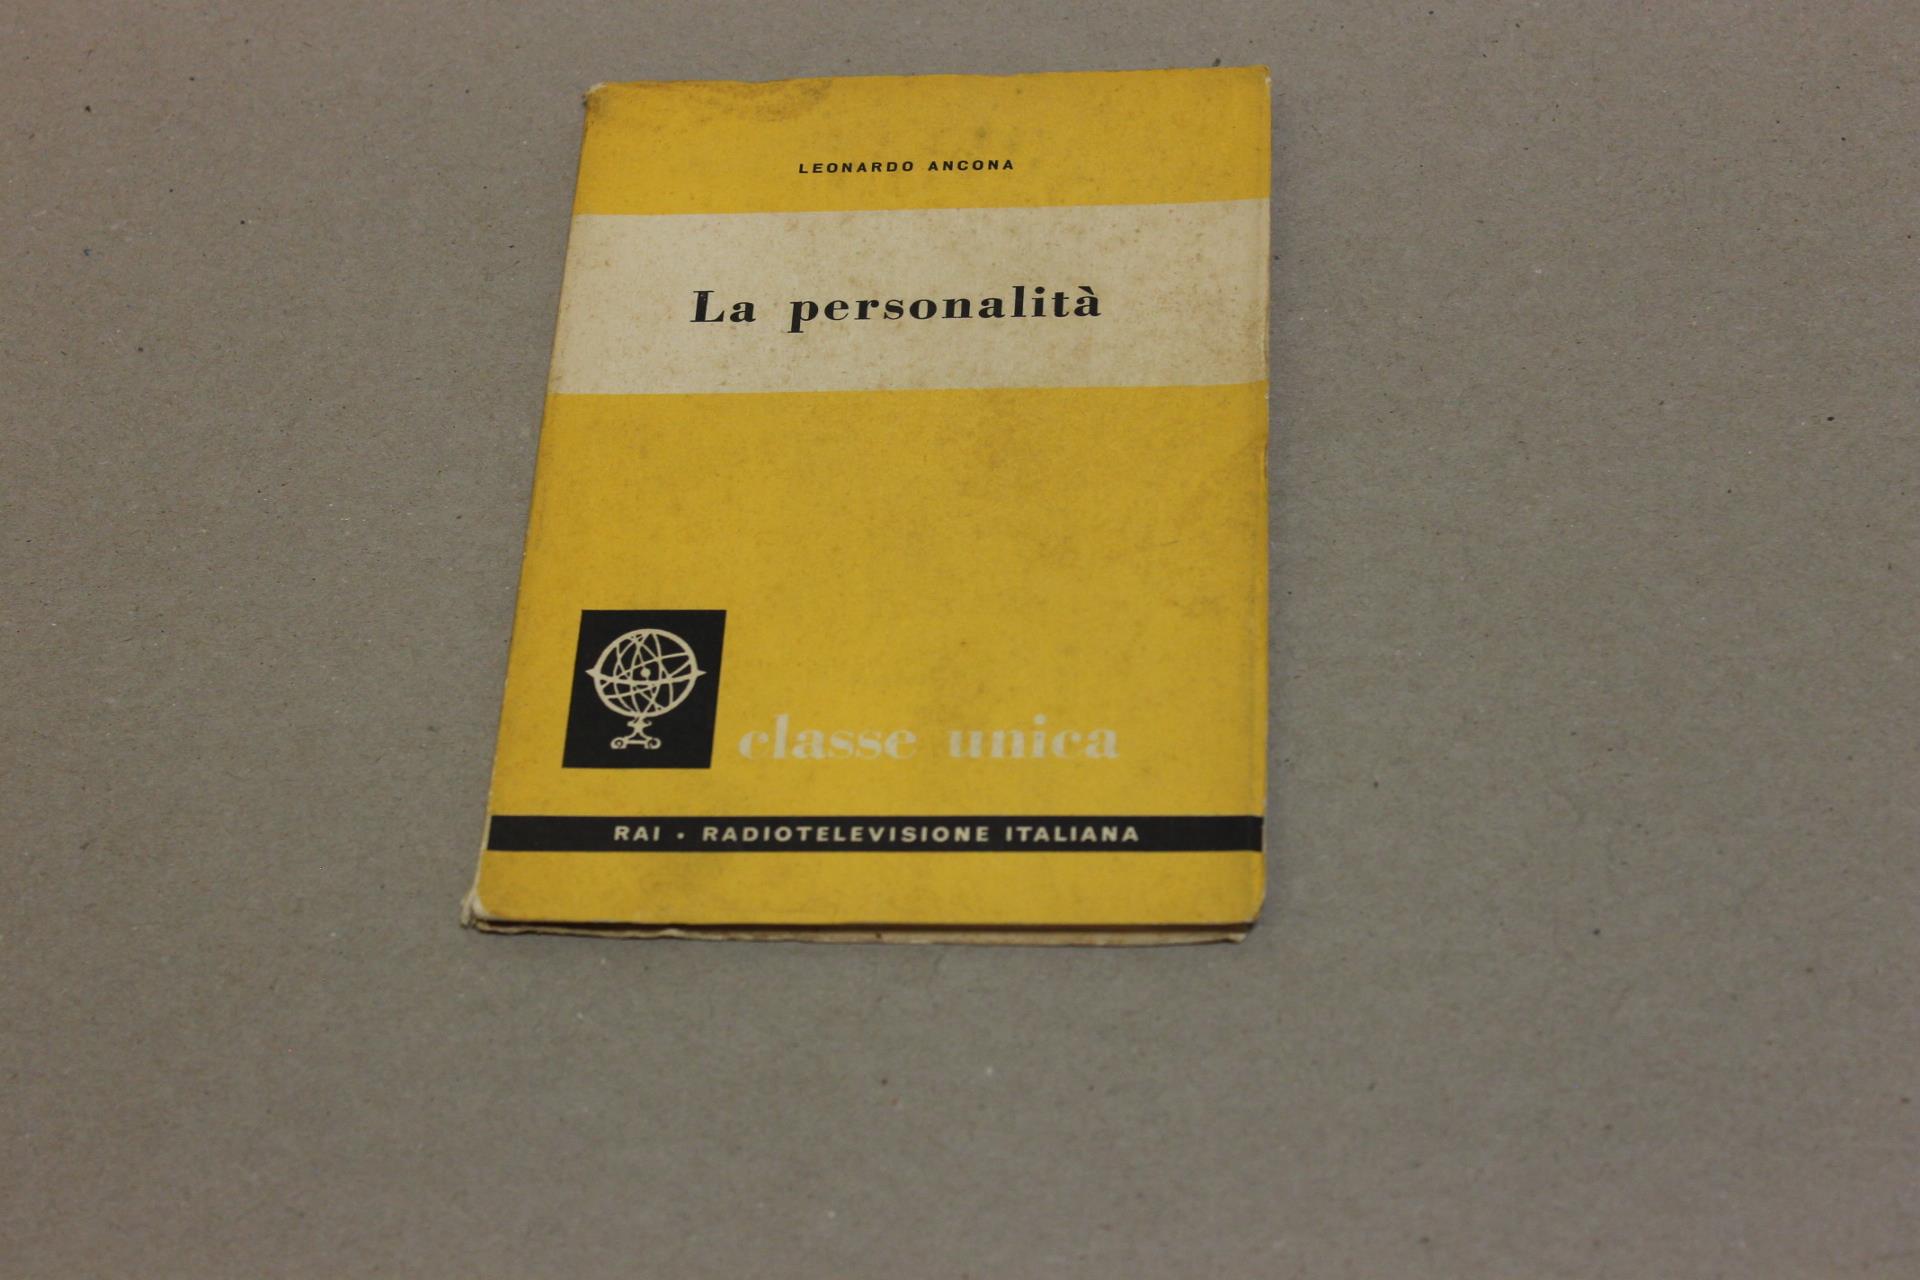 LEONARDO ANCONA
La personalità
classe unica
RAI • RADIOTELEVISIONE ITALIANA